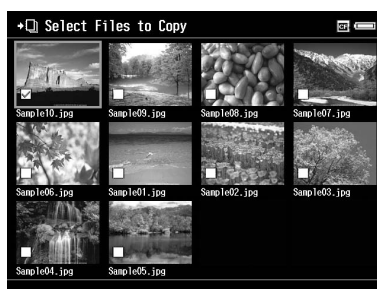 Select Files to Copy
CF
Sample10.jpg
Sample09.jpg
Sample08.jpg
Sample07.jpg
Sample06.jpg
Sample01.jpg
Sample02.jpg
Sample03.jpg
Sample04.jpg
Sample05.jpg